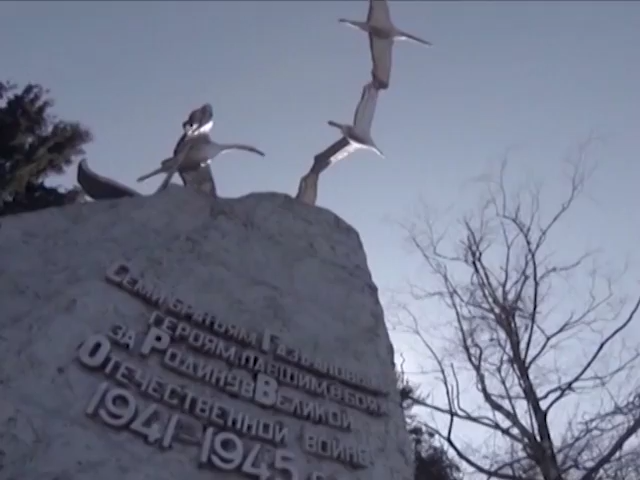 Семи братьям Газдановым
героям, павшим в боях
за Родину в Великой
Отечественной войне
1941-1945